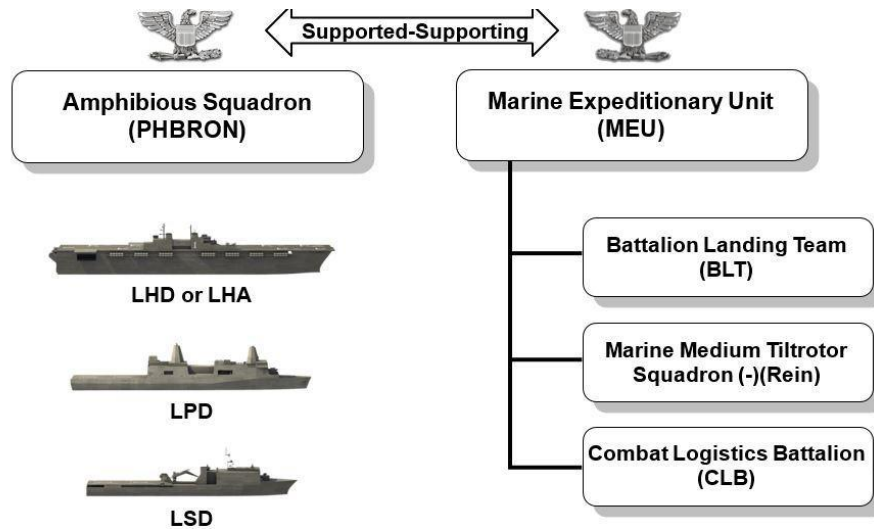 Supported-Supporting
Amphibious Squadron
(PHBRON)
LHD or LHA
LPD
LSD
Marine Expeditionary Unit
(MEU)
Battalion Landing Team
(BLT)
Marine Medium Tiltrotor
Squadron (-)(Rein)
Combat Logistics Battalion
(CLB)